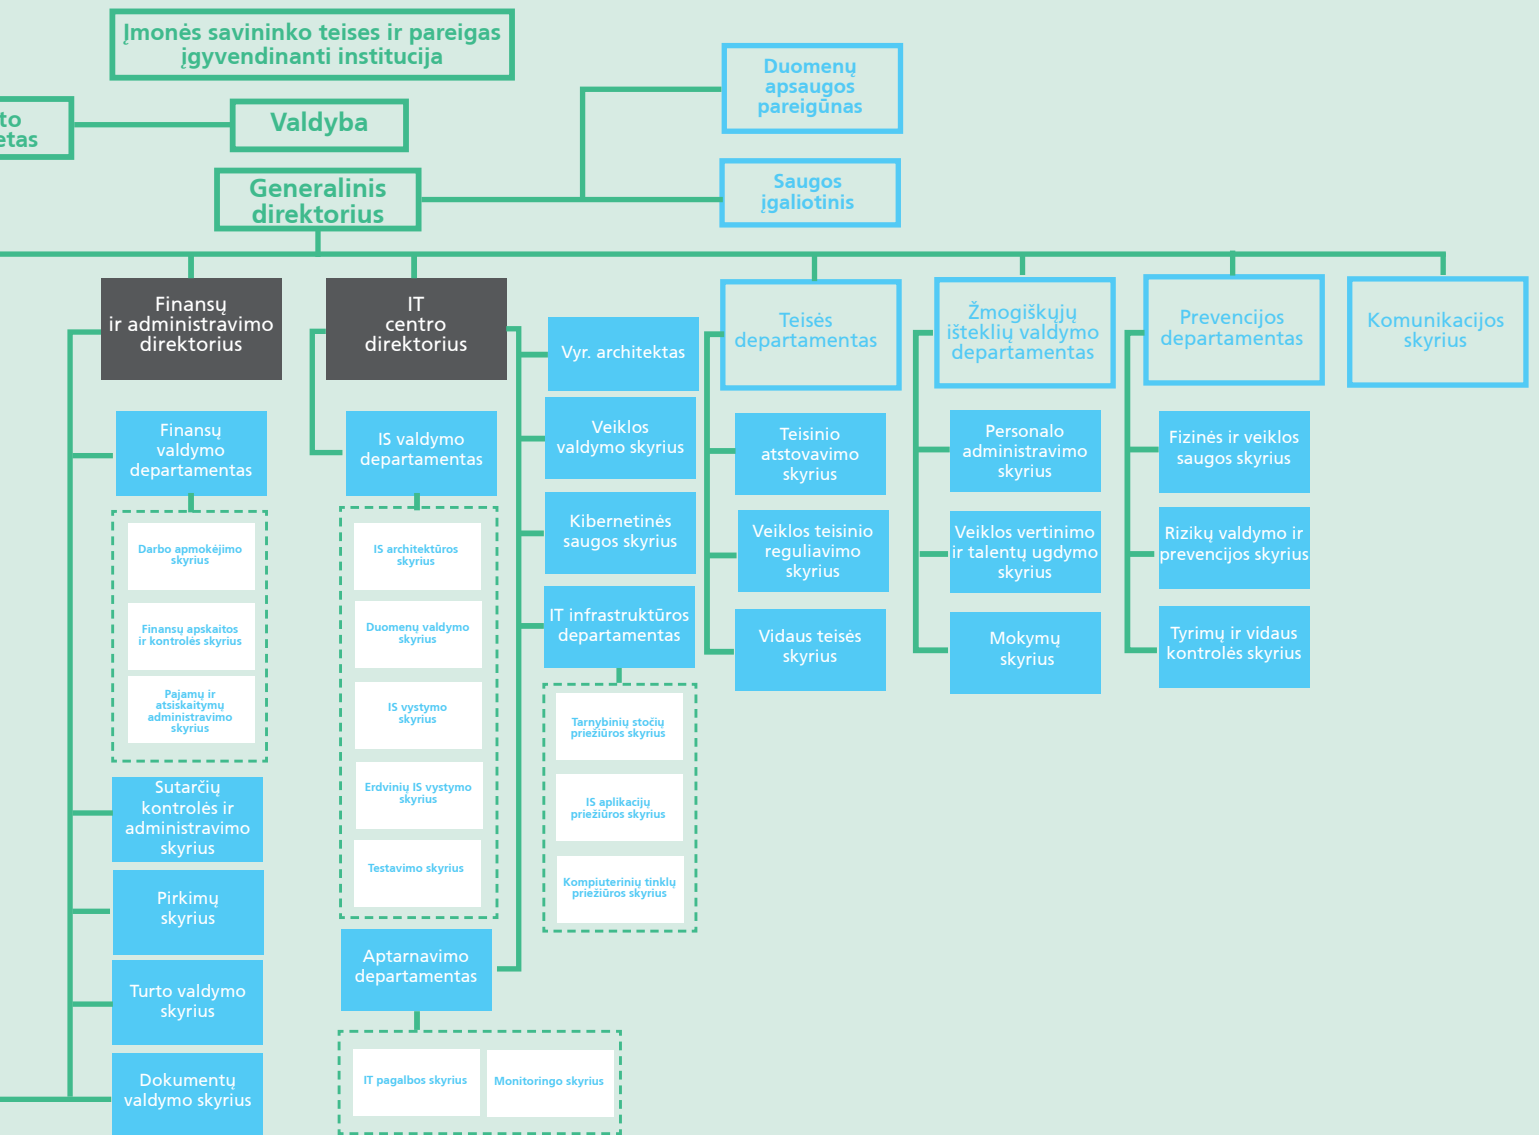 Įmonės savininko teises ir pareigas
įgyvendinanti institucija
to
etas
Valdyba
Generalinis
direktorius
Duomenų
apsaugos
pareigūnas
Saugos
įgaliotinis
Finansų
ir administravimo
direktorius
Finansų
valdymo
departamentas
Darbo apmokėjimo
skyrius
Finansų apskaitos
ir kontrolės skyrius
Pajamų ir
atsiskaitymų
administravimo
skyrius
Sutarčių
kontrolės ir
administravimo
skyrius
Pirkimų
skyrius
Turto valdymo
skyrius
Dokumentų
valdymo skyrius
IT
centro
direktorius
IS valdymo
departamentas
IS architektūros
skyrius
Duomenų valdymo
skyrius
IS vystymo
skyrius
Erdvinių IS vystymo
skyrius
Testavimo skyrius
Aptarnavimo
departamentas
IT pagalbos skyrius
Monitoringo skyrius
Vyr. architektas
Veiklos
valdymo skyrius
Kibernetinės
saugos skyrius
IT infrastruktūros
departamentas
Tarnybinių stočių
priežiūros skyrius
IS aplikacijų
priežiūros skyrius
Kompiuterinių tinklų
priežiūros skyrius
Teisės
departamentas
Teisinio
atstovavimo
skyrius
Veiklos teisinio
reguliavimo
skyrius
Vidaus teisės
skyrius
Žmogiškųjų
išteklių valdymo
departamentas
Personalo
administravimo
skyrius
Veiklos vertinimo
ir talentų ugdymo
skyrius
Mokymų
skyrius
Prevencijos
departamentas
Fizinės ir veiklos
saugos skyrius
Rizikų valdymo ir
prevencijos skyrius
Tyrimų ir vidaus
kontrolės skyrius
Komunikacijos
skyrius